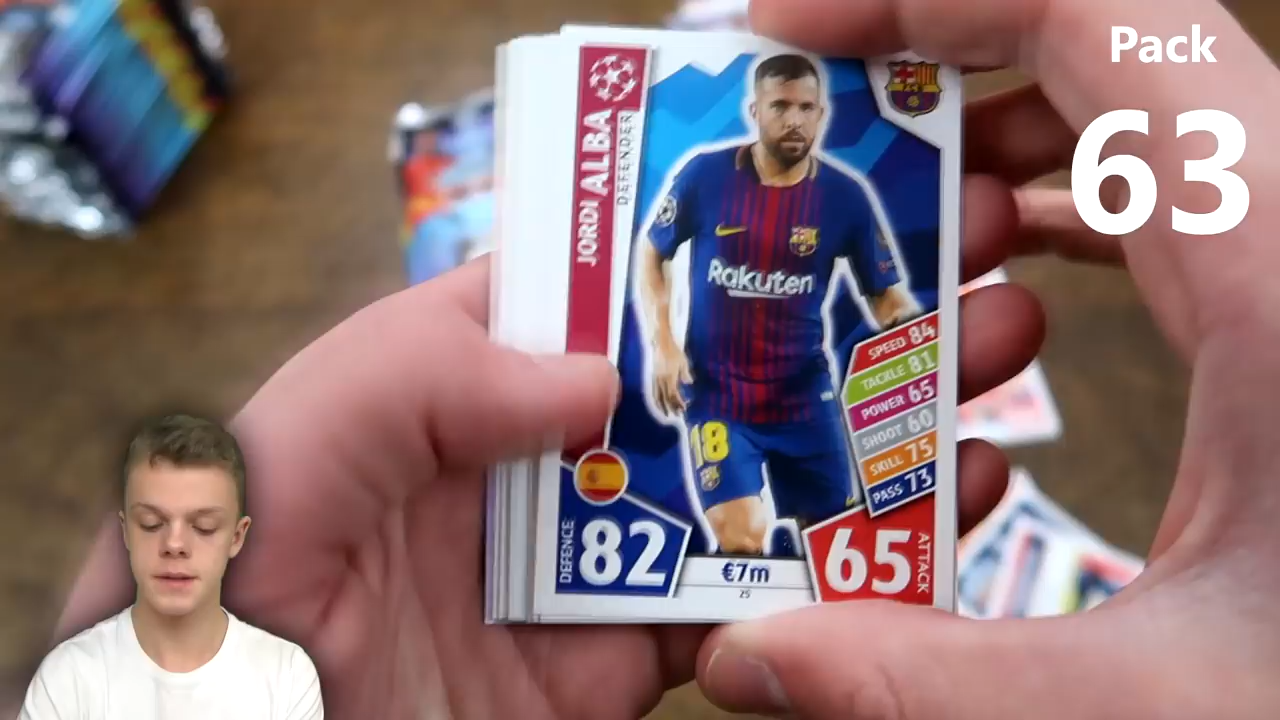 Pack
63
JORDI ALBA
DEFENDER
Rakuten
18
SPEED 84
TACKLE 81
POWER 65
SHOOT 60
SKILL 75
PASS 73
DEFENCE
82
€7m
25
65
ATTACK